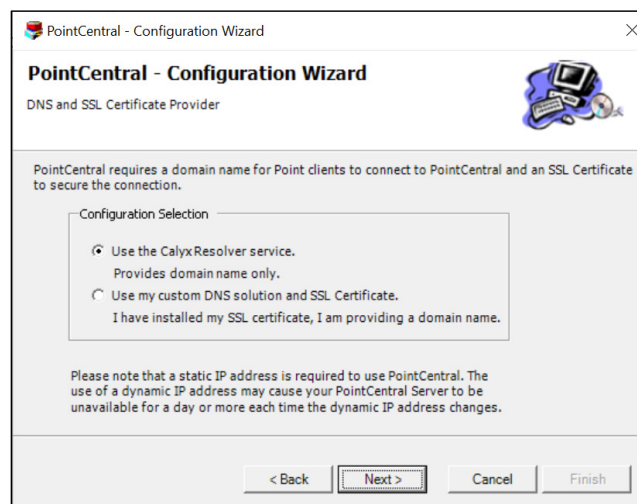 PointCentral - Configuration Wizard
PointCentral - Configuration Wizard
DNS and SSL Certificate Provider
PointCentral requires a domain name for Point clients to connect to PointCentral and an SSL Certificate
to secure the connection.
Configuration Selection
Use the CalyxResolver service.
Provides domain name only.
Use my custom DNS solution and SSL Certificate.
I have installed my SSL certificate, I am providing a domain name.
Please note that a static IP address is required to use PointCentral. The
use of a dynamic IP address may cause your PointCentral Server to be
unavailable for a day or more each time the dynamic IP address changes.
< Back Next > Cancel Finish